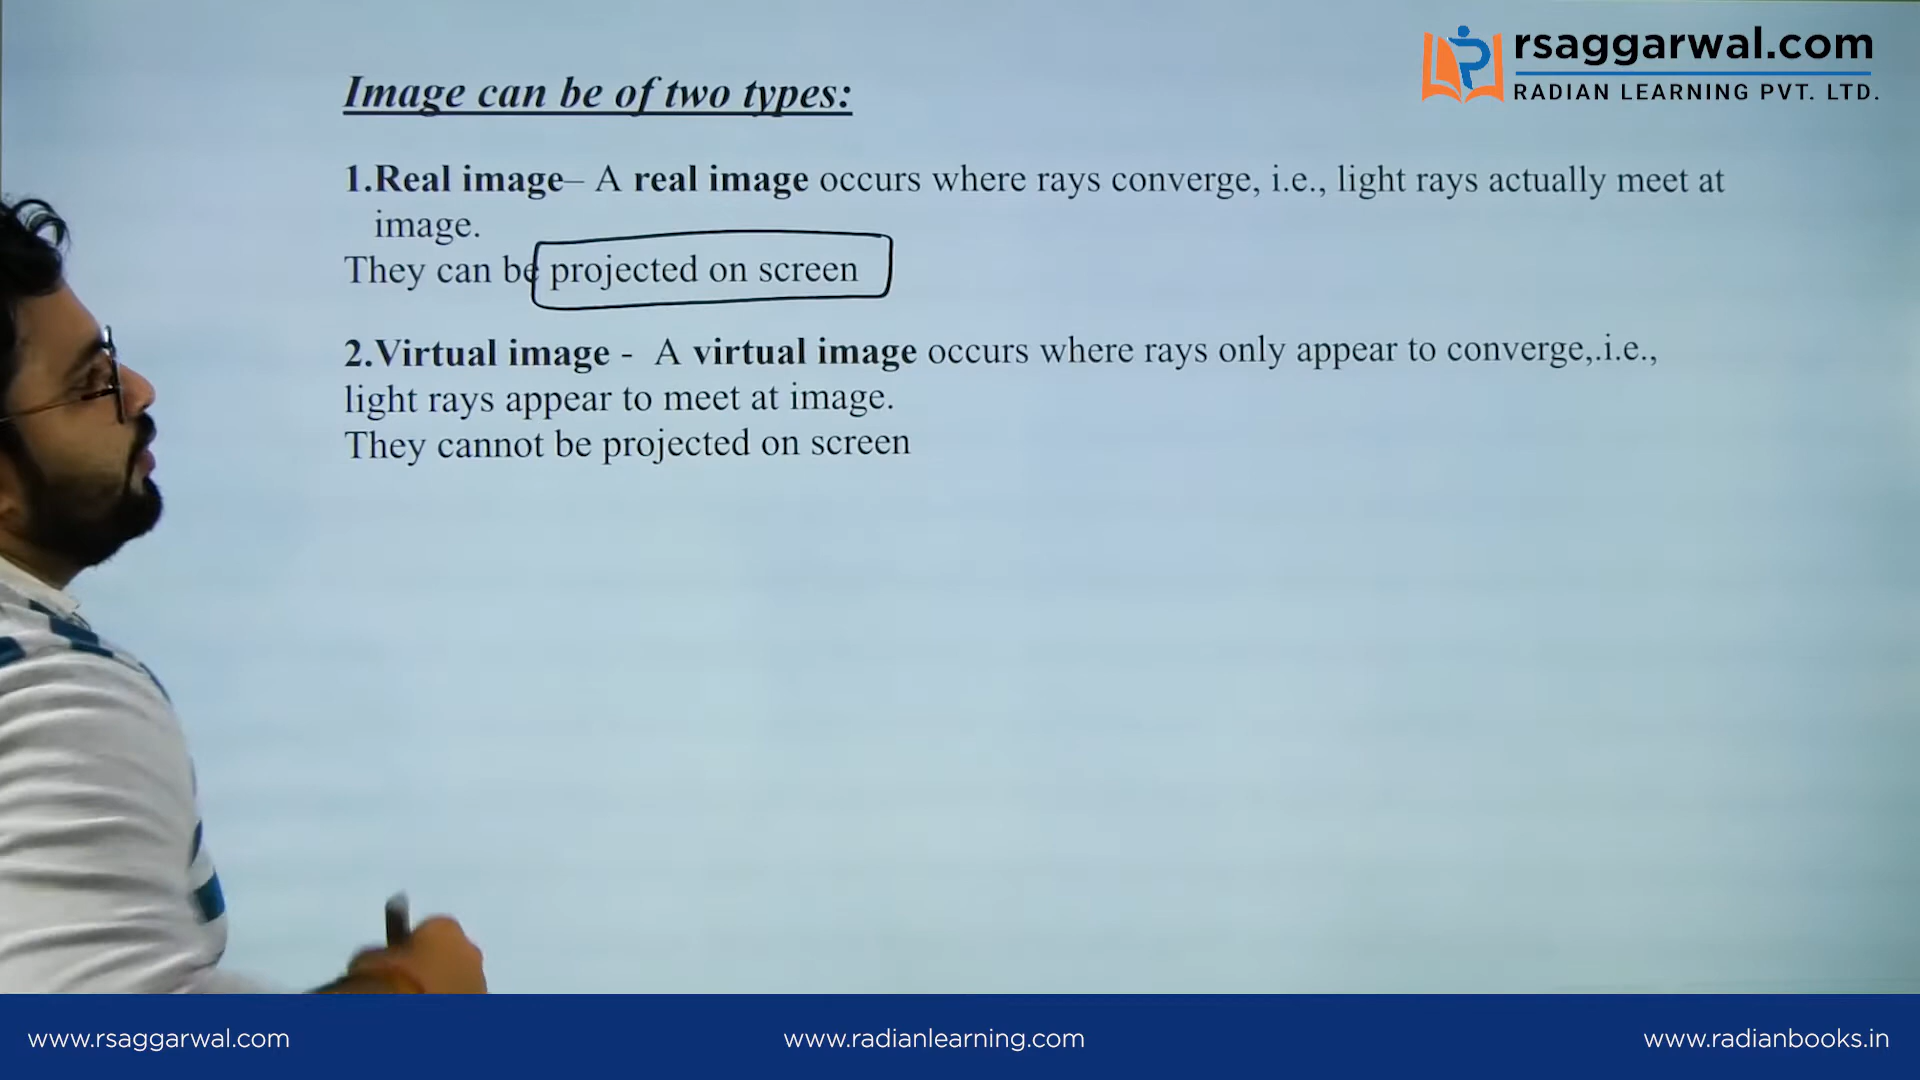 rsaggarwal.com
RADIAN LEARNING PVT. LTD.
Image can be of two types:
1.Real image– A real image occurs where rays converge, i.e., light rays actually meet at
image.
They can be projected on screen
2.Virtual image - A virtual image occurs where rays only appear to converge,.i.e.,
light rays appear to meet at image.
They cannot be projected on screen
www.rsaggarwal.com
www.radianlearning.com
www.radianbooks.in